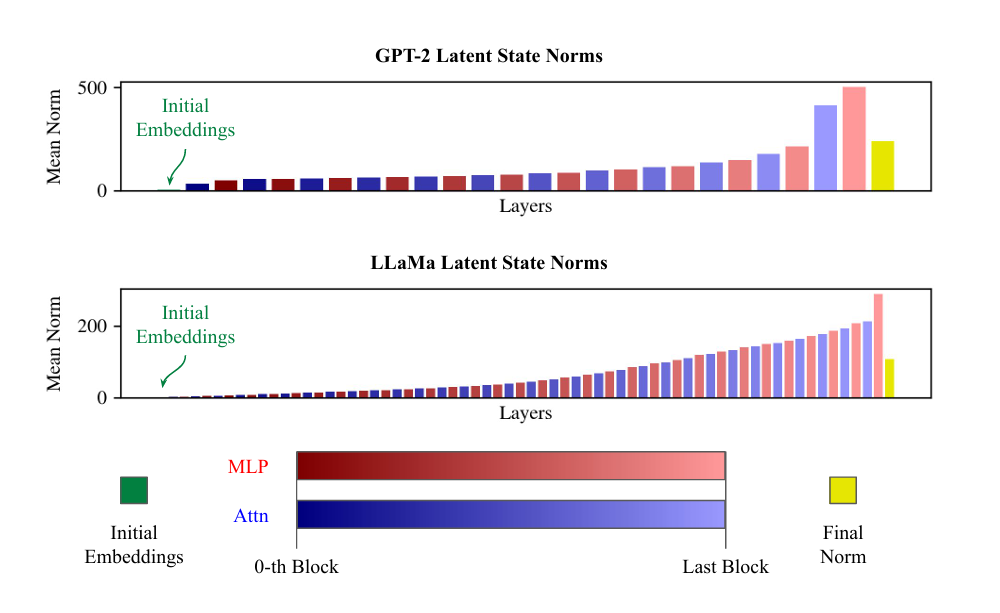 GPT-2 Latent State Norms
500
Initial
Embeddings
Mean Norm
0
Layers
LLaMa Latent State Norms
Initial
Embeddings
200
Mean Norm
0
Layers
MLP
Attn
Initial
Embeddings
Final
Norm
0-th Block
Last Block